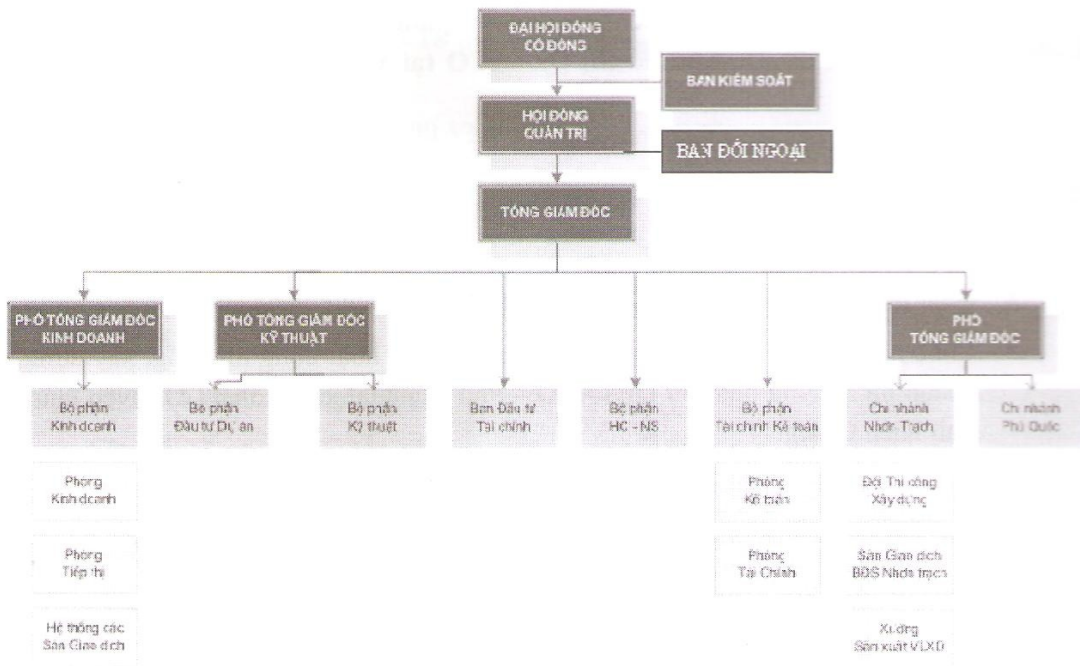 ĐẠI HỘI ĐỒNG
CỔ ĐÔNG
BAN KIỂM SOÁT
HỘI ĐỒNG
QUẢN TRỊ
BAN ĐỐI NGOẠI
TỔNG GIÁM ĐỐC
PHÓ TỔNG GIÁM ĐỐC
KINH DOANH
PHÓ TỔNG GIÁM ĐỐC
KỸ THUẬT
PHÓ
TỔNG GIÁM ĐỐC
Bộ phận
Kinh doanh
Bộ phận
Đầu tư Dự án
Bộ phận
Kỹ thuật
Ban Đầu tư
Tài chính
Bộ phận
HC - NS
Bộ phận
Tài chính Kế toán
Chi nhánh
Nhơn Trạch
Chi nhánh
Phú Quốc
Phòng
Kinh doanh
Phòng
Kế toán
Đội Thi công
Xây dựng
Phòng
Tiếp thị
Phòng
Tài Chính
Sàn Giao dịch
BĐS Nhơn trạch
Hệ thống các
Sàn Giao dịch
Xưởng
Sản xuất VLXD